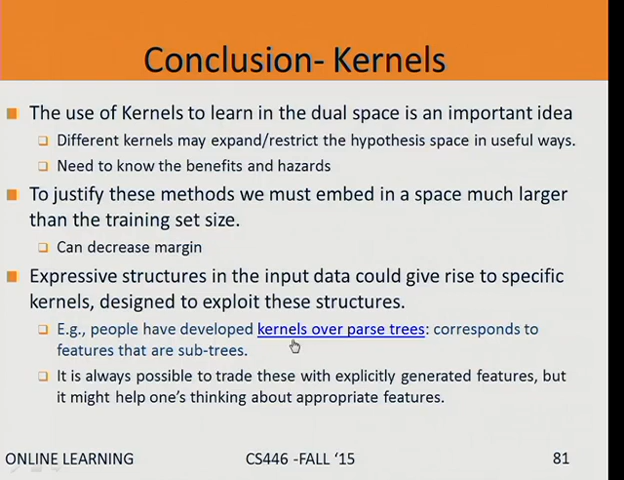 Conclusion- Kernels
The use of Kernels to learn in the dual space is an important idea
Different kernels may expand/restrict the hypothesis space in useful ways.
Need to know the benefits and hazards
To justify these methods we must embed in a space much larger
than the training set size.
Can decrease margin
Expressive structures in the input data could give rise to specific
kernels, designed to exploit these structures.
E.g., people have developed kernels over parse trees: corresponds to
features that are sub-trees.
It is always possible to trade these with explicitly generated features, but
it might help one’s thinking about appropriate features.
ONLINE LEARNING CS446 -FALL ‘15 81